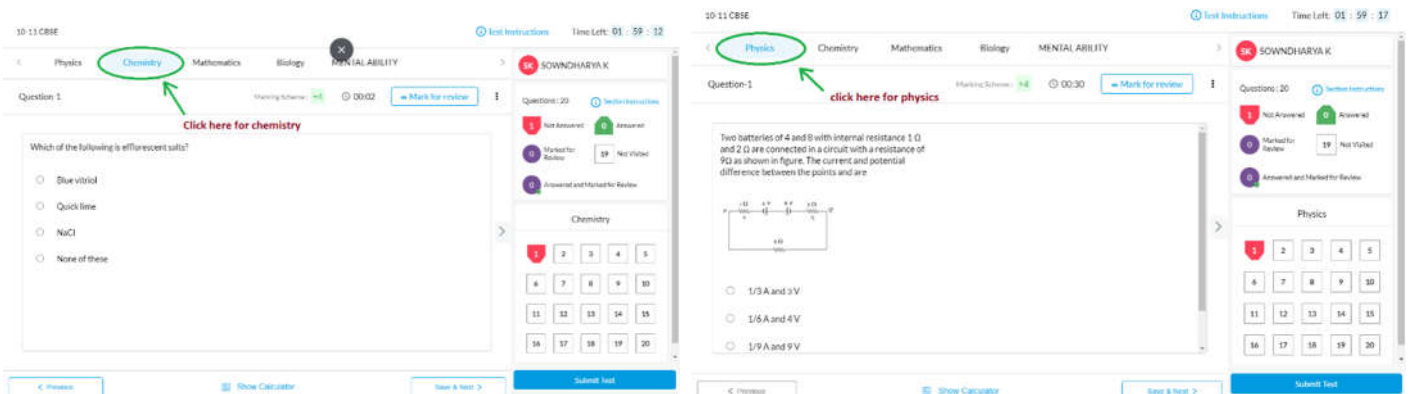 10-11 CBSE
Test Instructions
Time Left: 01 : 59 : 12
Physics
Chemistry
Mathematics
Biology
MENTAL ABILITY
Question 1
Marking Scheme: +4
00:02
Mark for review
Click here for chemistry
Which of the following is efflorescent salts?
Blue vitriol
Quick lime
NaCl
None of these
< Previous
Show Calculator
Save & Next >
SK SOWNDHARYA K
Questions: 20
Section Instructions
1 Not Answered
0 Answered
0 Marked for Review
19 Not Visited
0 Answered and Marked for Review
Chemistry
1 2 3 4 5
6 7 8 9 10
11 12 13 14 15
16 17 18 19 20
Submit Test
10-11 CBSE
Test Instructions
Time Left: 01 : 59 : 17
Physics
Chemistry
Mathematics
Biology
MENTAL ABILITY
Question-1
Marking Scheme: +4
00:30
Mark for review
click here for physics
Two batteries of 4 and 8 with internal resistance 1 Ω
and 2 Ω are connected in a circuit with a resistance of
9Ω as shown in figure. The current and potential
difference between the points and are
1/3 A and 3 V
1/6 A and 4 V
1/9 A and 9 V
< Previous
Show Calculator
Save & Next >
SK SOWNDHARYA K
Questions: 20
Section Instructions
1 Not Answered
0 Answered
0 Marked for Review
19 Not Visited
0 Answered and Marked for Review
Physics
1 2 3 4 5
6 7 8 9 10
11 12 13 14 15
16 17 18 19 20
Submit Test